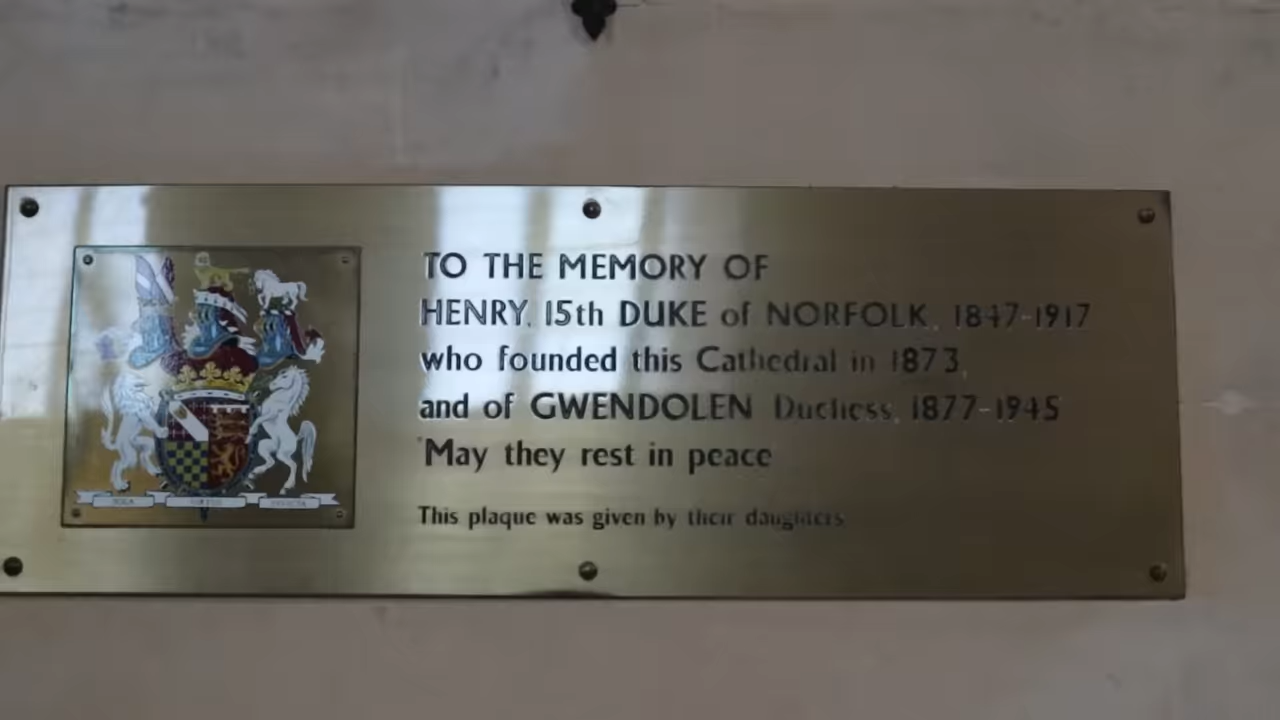 TO THE MEMORY OF
HENRY, 15th DUKE of NORFOLK, 1847-1917
who founded this Cathedral in 1873,
and of GWENDOLEN Duchess, 1877-1945
May they rest in peace
This plaque was given by their daughters